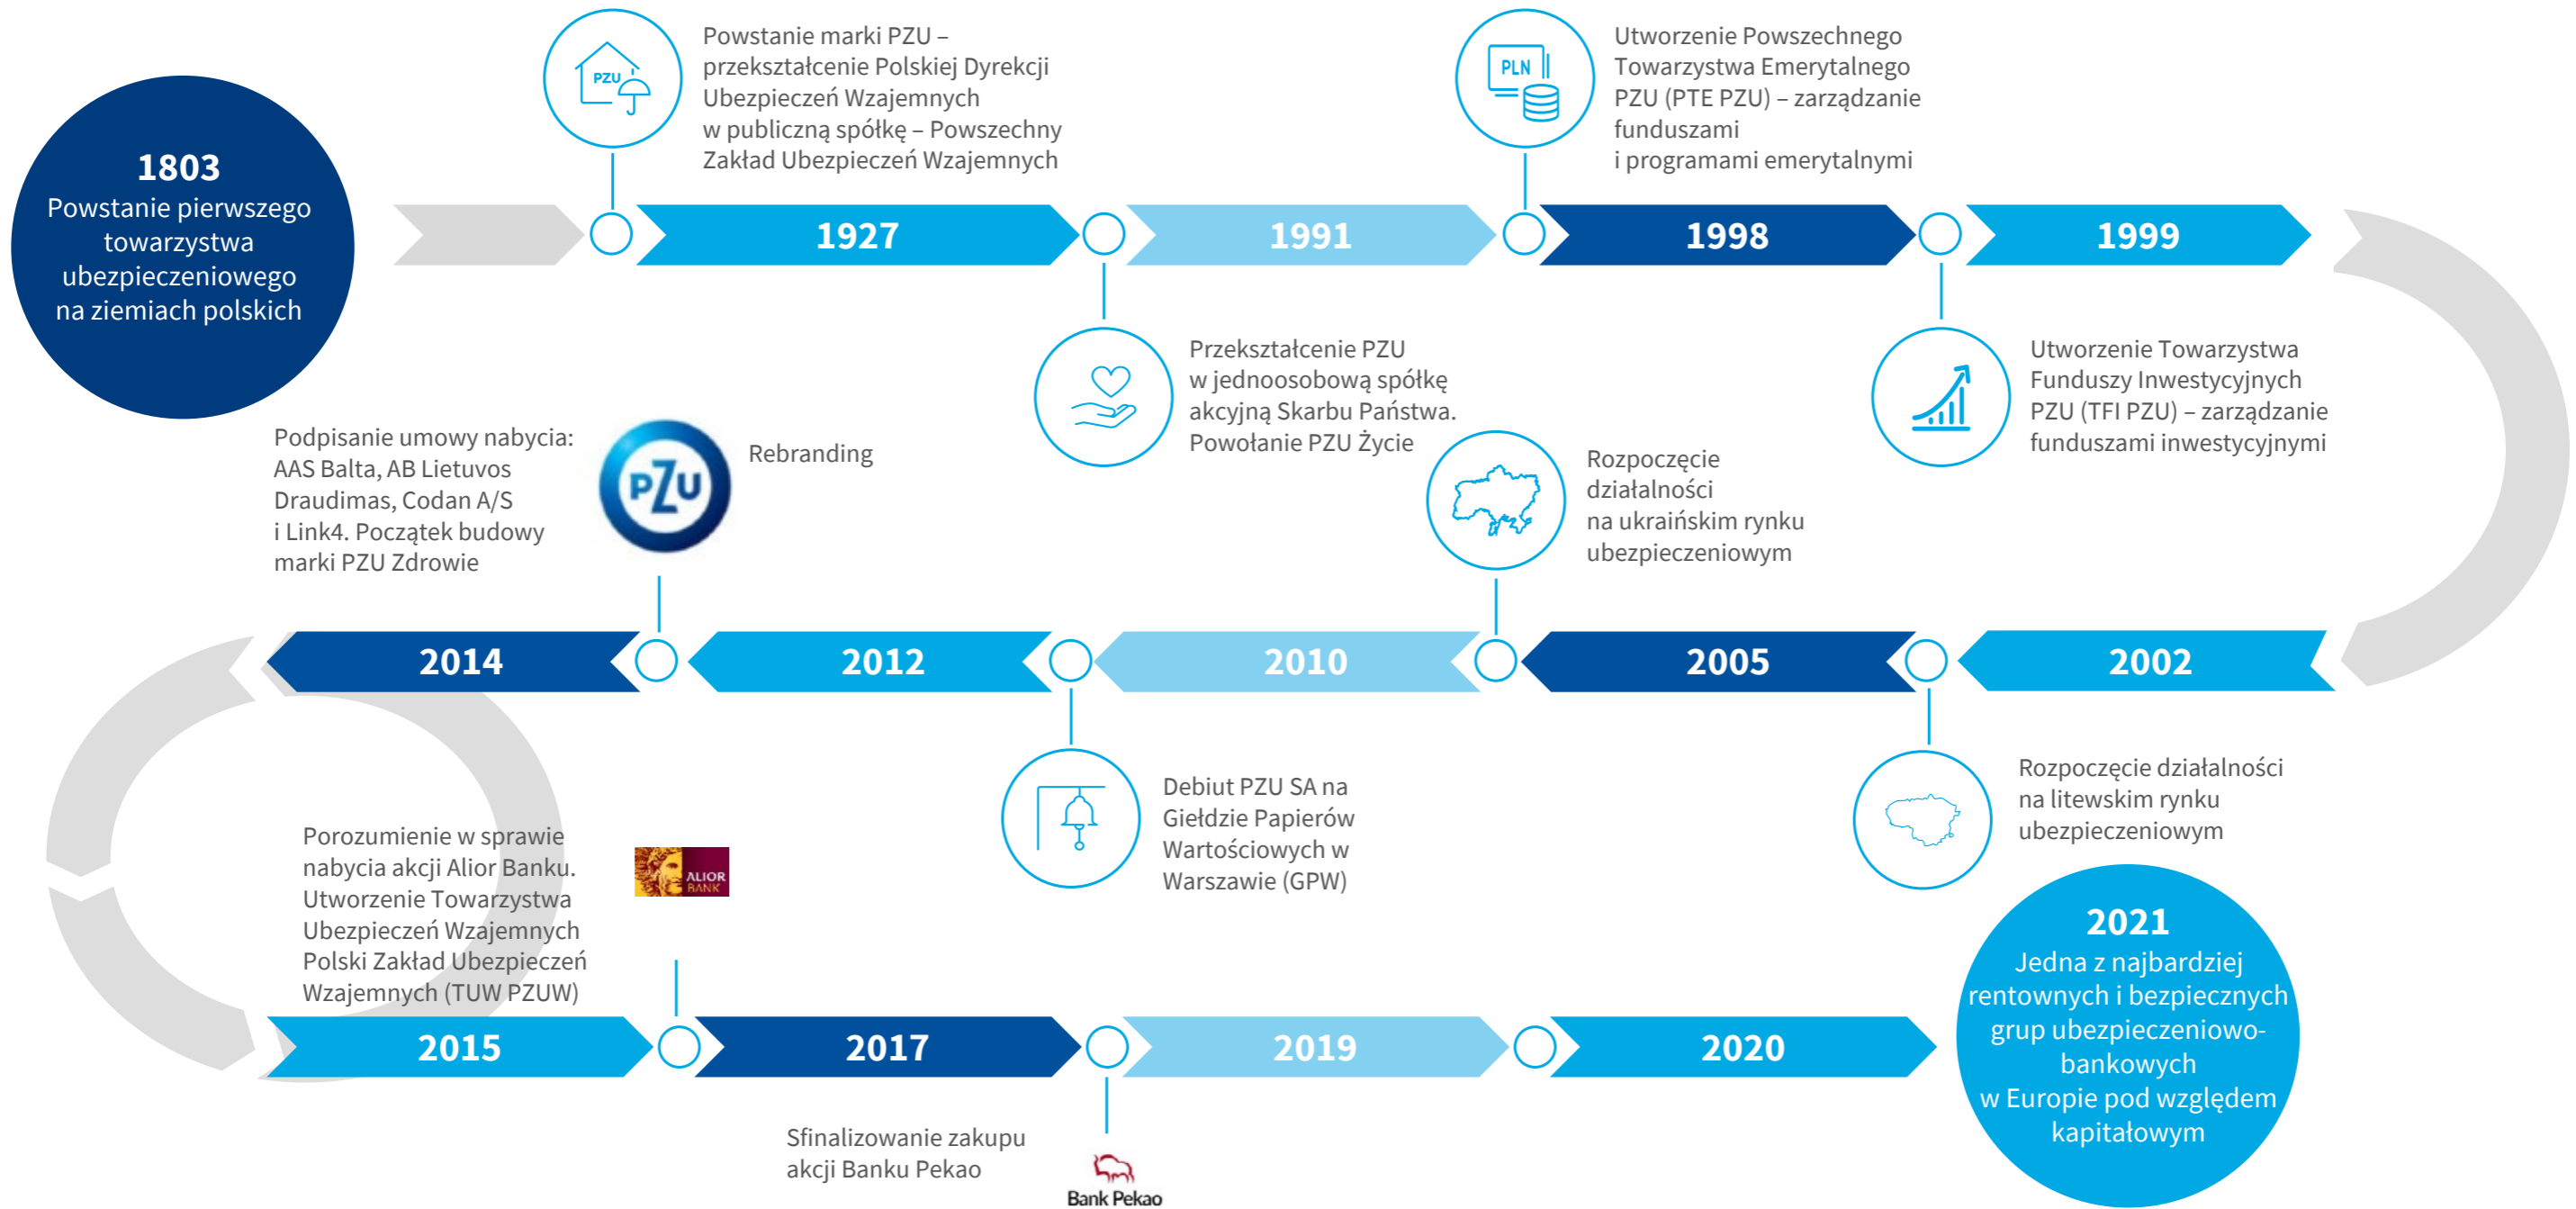 1803
Powstanie pierwszego
towarzystwa
ubezpieczeniowego
na ziemiach polskich
PZU
Powstanie marki PZU –
przekształcenie Polskiej Dyrekcji
Ubezpieczeń Wzajemnych
w publiczną spółkę – Powszechny
Zakład Ubezpieczeń Wzajemnych
1927
Przekształcenie PZU
w jednoosobową spółkę
akcyjną Skarbu Państwa.
Powołanie PZU Życie
1991
PLN
Utworzenie Powszechnego
Towarzystwa Emerytalnego
PZU (PTE PZU) – zarządzanie
funduszami
i programami emerytalnymi
1998
Utworzenie Towarzystwa
Funduszy Inwestycyjnych
PZU (TFI PZU) – zarządzanie
funduszami inwestycyjnymi
1999
2002
Rozpoczęcie działalności
na litewskim rynku
ubezpieczeniowym
2005
Rozpoczęcie
działalności
na ukraińskim rynku
ubezpieczeniowym
2010
Debiut PZU SA na
Giełdzie Papierów
Wartościowych w
Warszawie (GPW)
2012
PZU
Rebranding
2014
Podpisanie umowy nabycia:
AAS Balta, AB Lietuvos
Draudimas, Codan A/S
i Link4. Początek budowy
marki PZU Zdrowie
Porozumienie w sprawie
nabycia akcji Alior Banku.
Utworzenie Towarzystwa
Ubezpieczeń Wzajemnych
Polski Zakład Ubezpieczeń
Wzajemnych (TUW PZUW)
ALIOR
BANK
2015
2017
Sfinalizowanie zakupu
akcji Banku Pekao
Bank Pekao
2019
2020
2021
Jedna z najbardziej
rentownych i bezpiecznych
grup ubezpieczeniowo-
bankowych
w Europie pod względem
kapitałowym